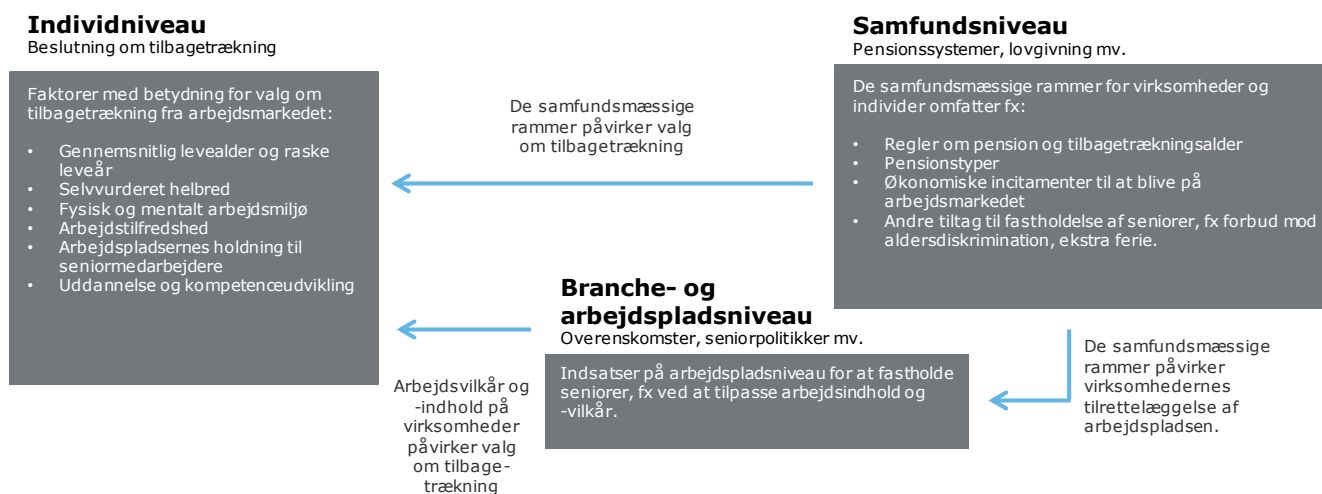 Individniveau
Beslutning om tilbagetrækning
Faktorer med betydning for valg om
tilbagetrækning fra arbejdsmarkedet:
• Gennemsnitlig levealder og raske
leveår
• Selvvurderet helbred
• Fysisk og mentalt arbejdsmiljø
• Arbejdstilfredshed
• Arbejdspladsernes holdning til
seniormedarbejdere
• Uddannelse og kompetenceudvikling
De samfundsmæssige
rammer påvirker valg
om tilbagetrækning
Samfundsniveau
Pensionssystemer, lovgivning mv.
De samfundsmæssige rammer for virksomheder og
individer omfatter fx:
• Regler om pension og tilbagetrækningsalder
• Pensionstyper
• Økonomiske incitamenter til at blive på
arbejdsmarkedet
• Andre tiltag til fastholdelse af seniorer, fx forbud mod
aldersdiskrimination, ekstra ferie.
Branche- og
arbejdspladsniveau
Overenskomster, seniorpolitikker mv.
Indsatser på arbejdspladsniveau for at fastholde
seniorer, fx ved at tilpasse arbejdsindhold og
-vilkår.
Arbejdsvilkår og
-indhold på
virksomheder
påvirker valg
om tilbage-
trækning
De samfundsmæssige
rammer påvirker
virksomhedernes
tilrettelæggelse af
arbejdspladsen.